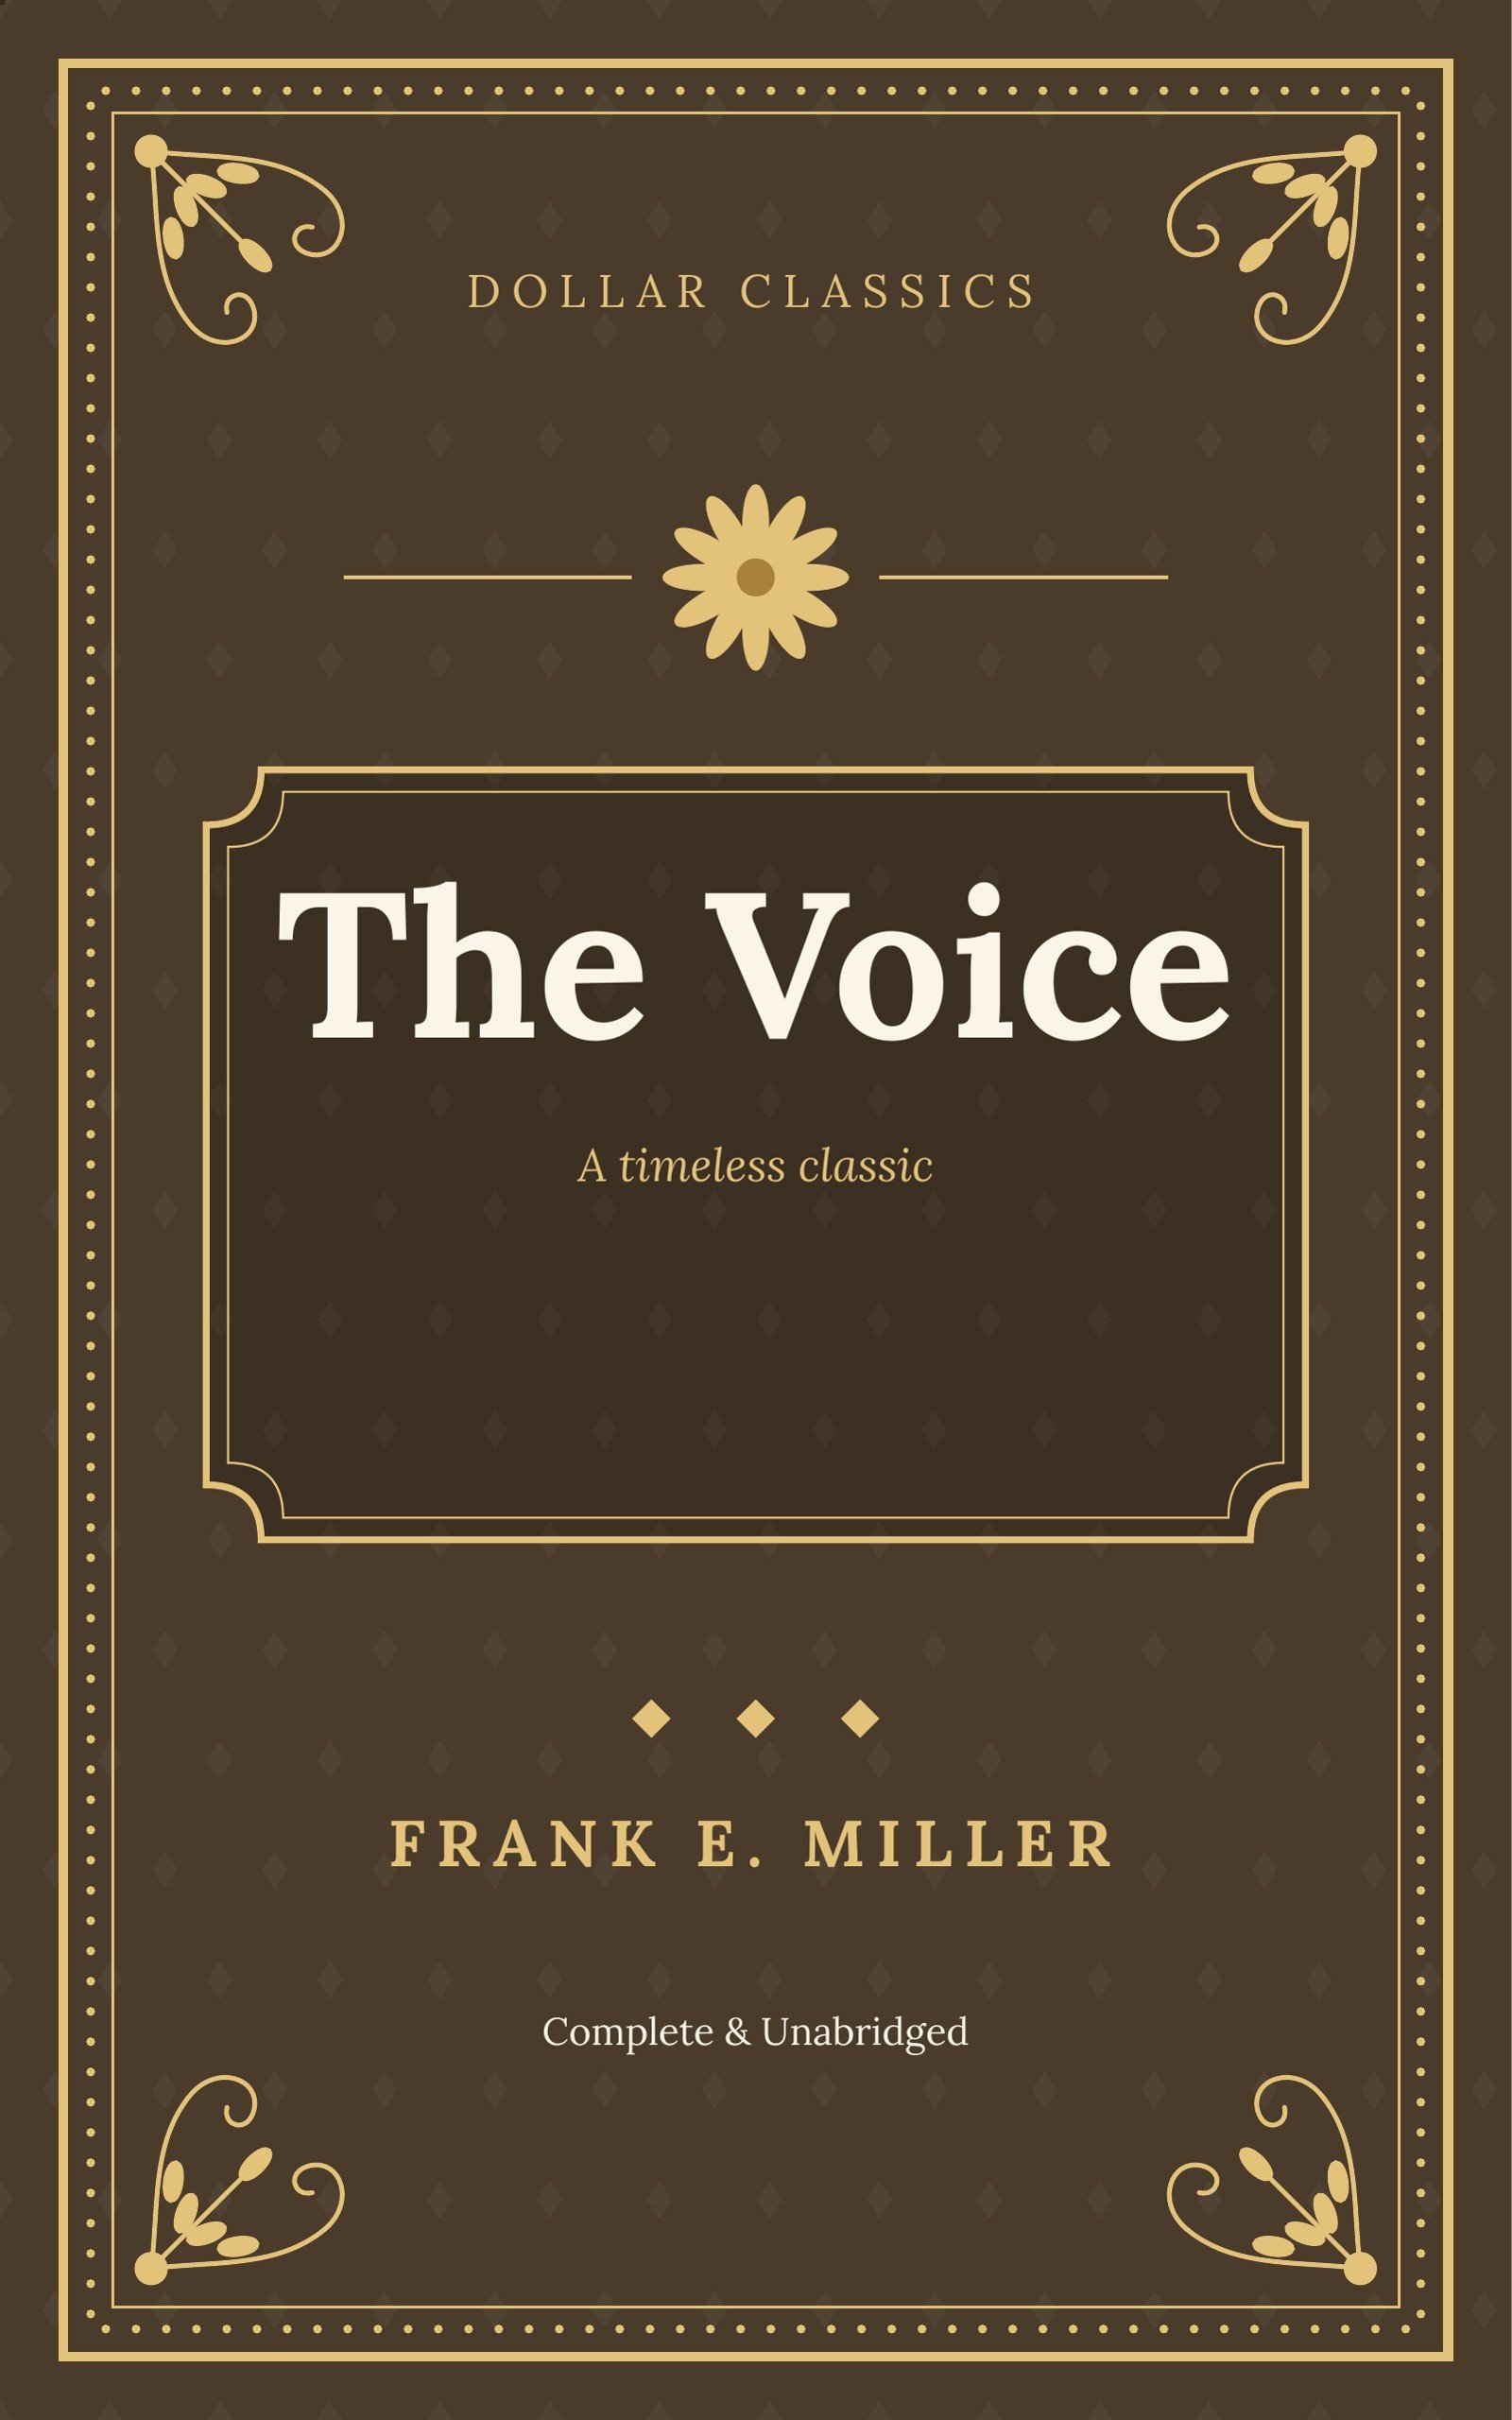 DOLLAR CLASSICS
The Voice
A timeless classic
FRANK E. MILLER
Complete & Unabridged